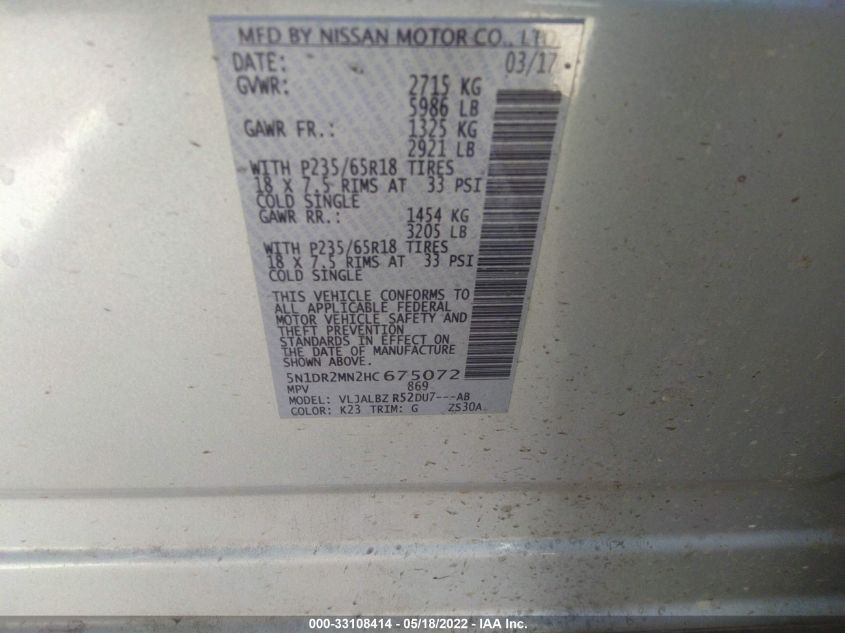 MFD BY NISSAN MOTOR CO., LTD.
DATE: 03/17
GVWR: 2715 KG
5986 LB
GAWR FR.: 1325 KG
2921 LB
WITH P235/65R18 TIRES
18 X 7.5 RIMS AT 33 PSI
COLD SINGLE
GAWR RR.: 1454 KG
3205 LB
WITH P235/65R18 TIRES
18 X 7.5 RIMS AT 33 PSI
COLD SINGLE
THIS VEHICLE CONFORMS TO
ALL APPLICABLE FEDERAL
MOTOR VEHICLE SAFETY AND
THEFT PREVENTION
STANDARDS IN EFFECT ON
THE DATE OF MANUFACTURE
SHOWN ABOVE.
5N1DR2MN2HC675072
MPV 869
MODEL: VLJALBZ R52DU7---AB
COLOR: K23 TRIM: G ZS30A
000-33108414 - 05/18/2022 - IAA Inc.